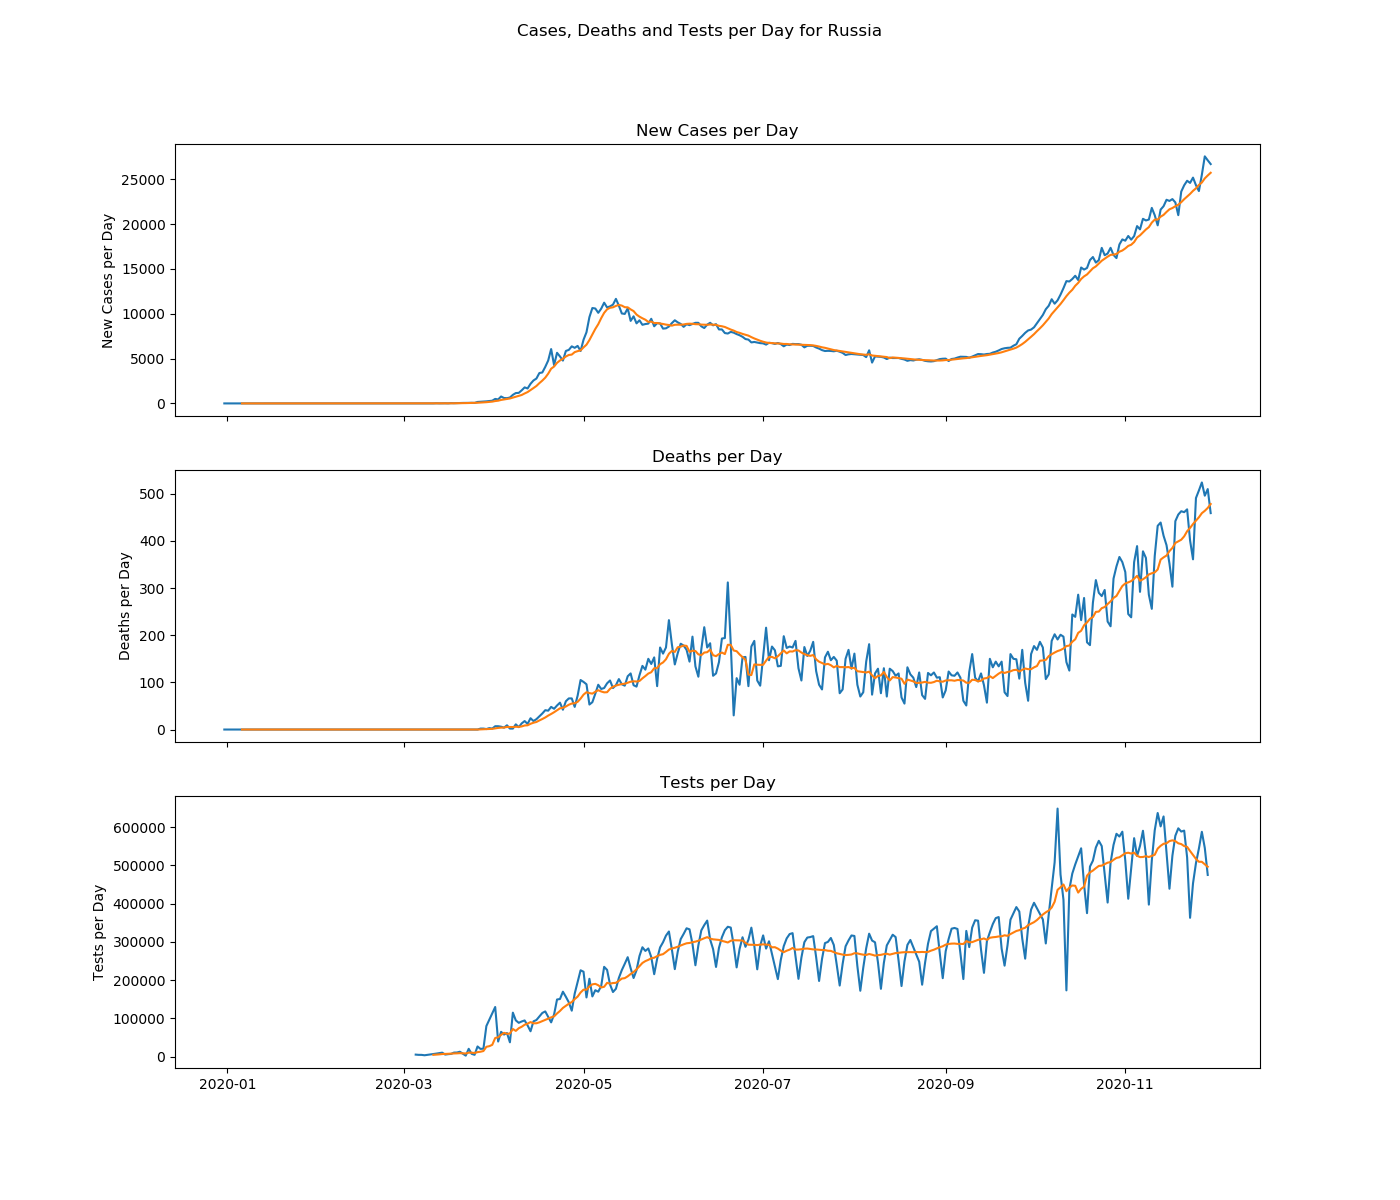 Cases, Deaths and Tests per Day for Russia
New Cases per Day
New Cases per Day
25000
20000
15000
10000
5000
0
Deaths per Day
Deaths per Day
500
400
300
200
100
0
Tests per Day
Tests per Day
600000
500000
400000
300000
200000
100000
0
2020-01 2020-03 2020-05 2020-07 2020-09 2020-11